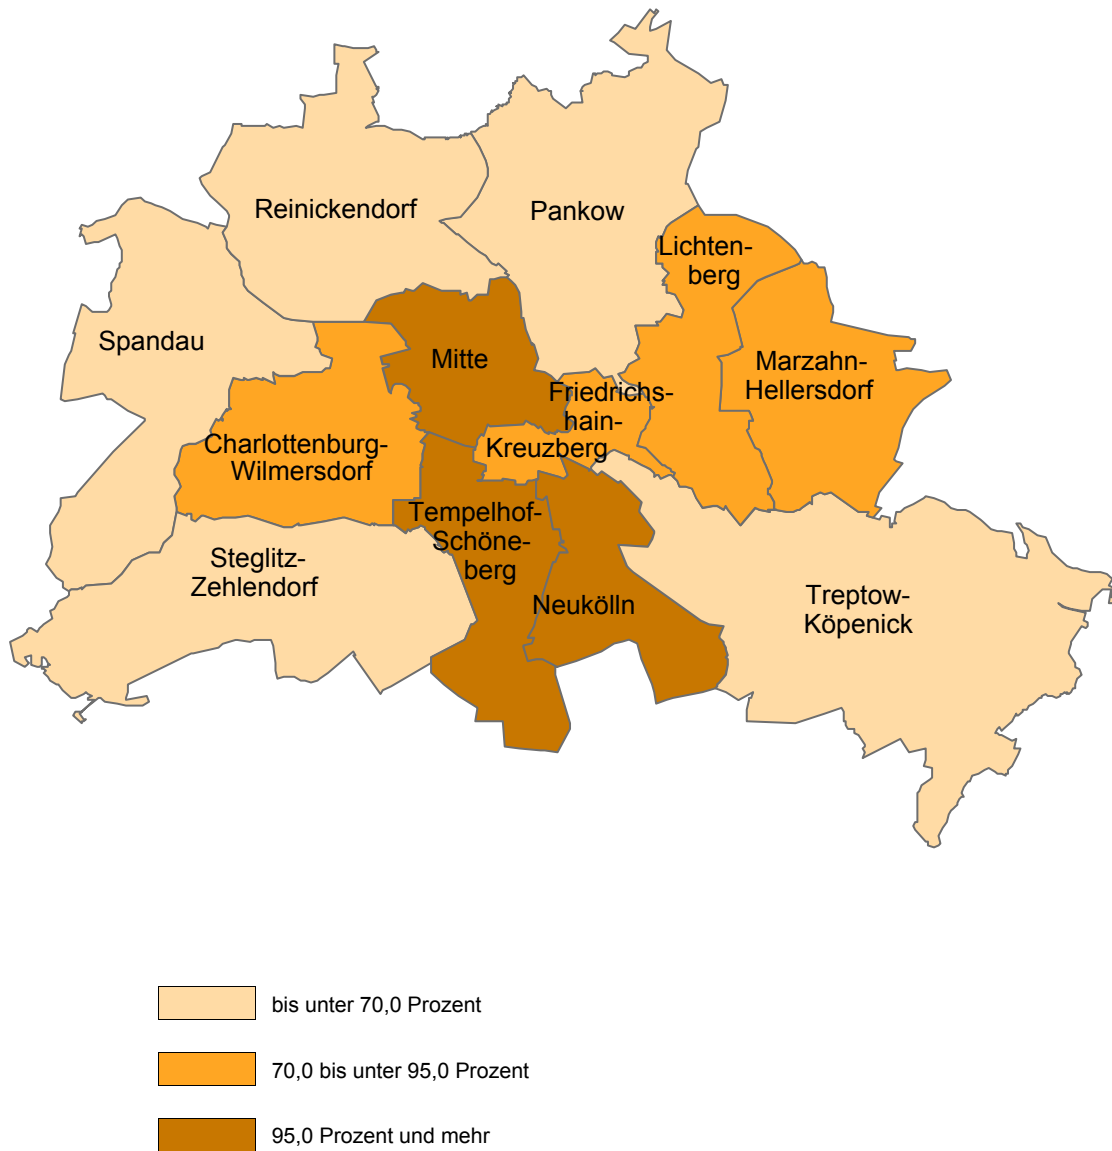 Reinickendorf
Pankow
Lichten-
berg
Spandau
Mitte
Marzahn-
Hellersdorf
Friedrichs-
hain-
Kreuzberg
Charlottenburg-
Wilmersdorf
Tempelhof-
Schöne-
berg
Steglitz-
Zehlendorf
Neukölln
Treptow-
Köpenick
bis unter 70,0 Prozent
70,0 bis unter 95,0 Prozent
95,0 Prozent und mehr